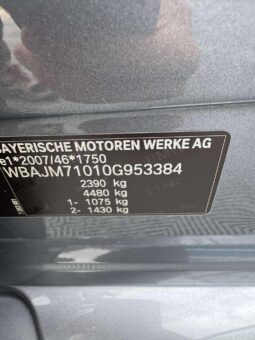 BAYERISCHE MOTOREN WERKE AG
e1*2007/46*1750
WBAJM71010G953384
2390 kg
4480 kg
1- 1075 kg
2- 1430 kg